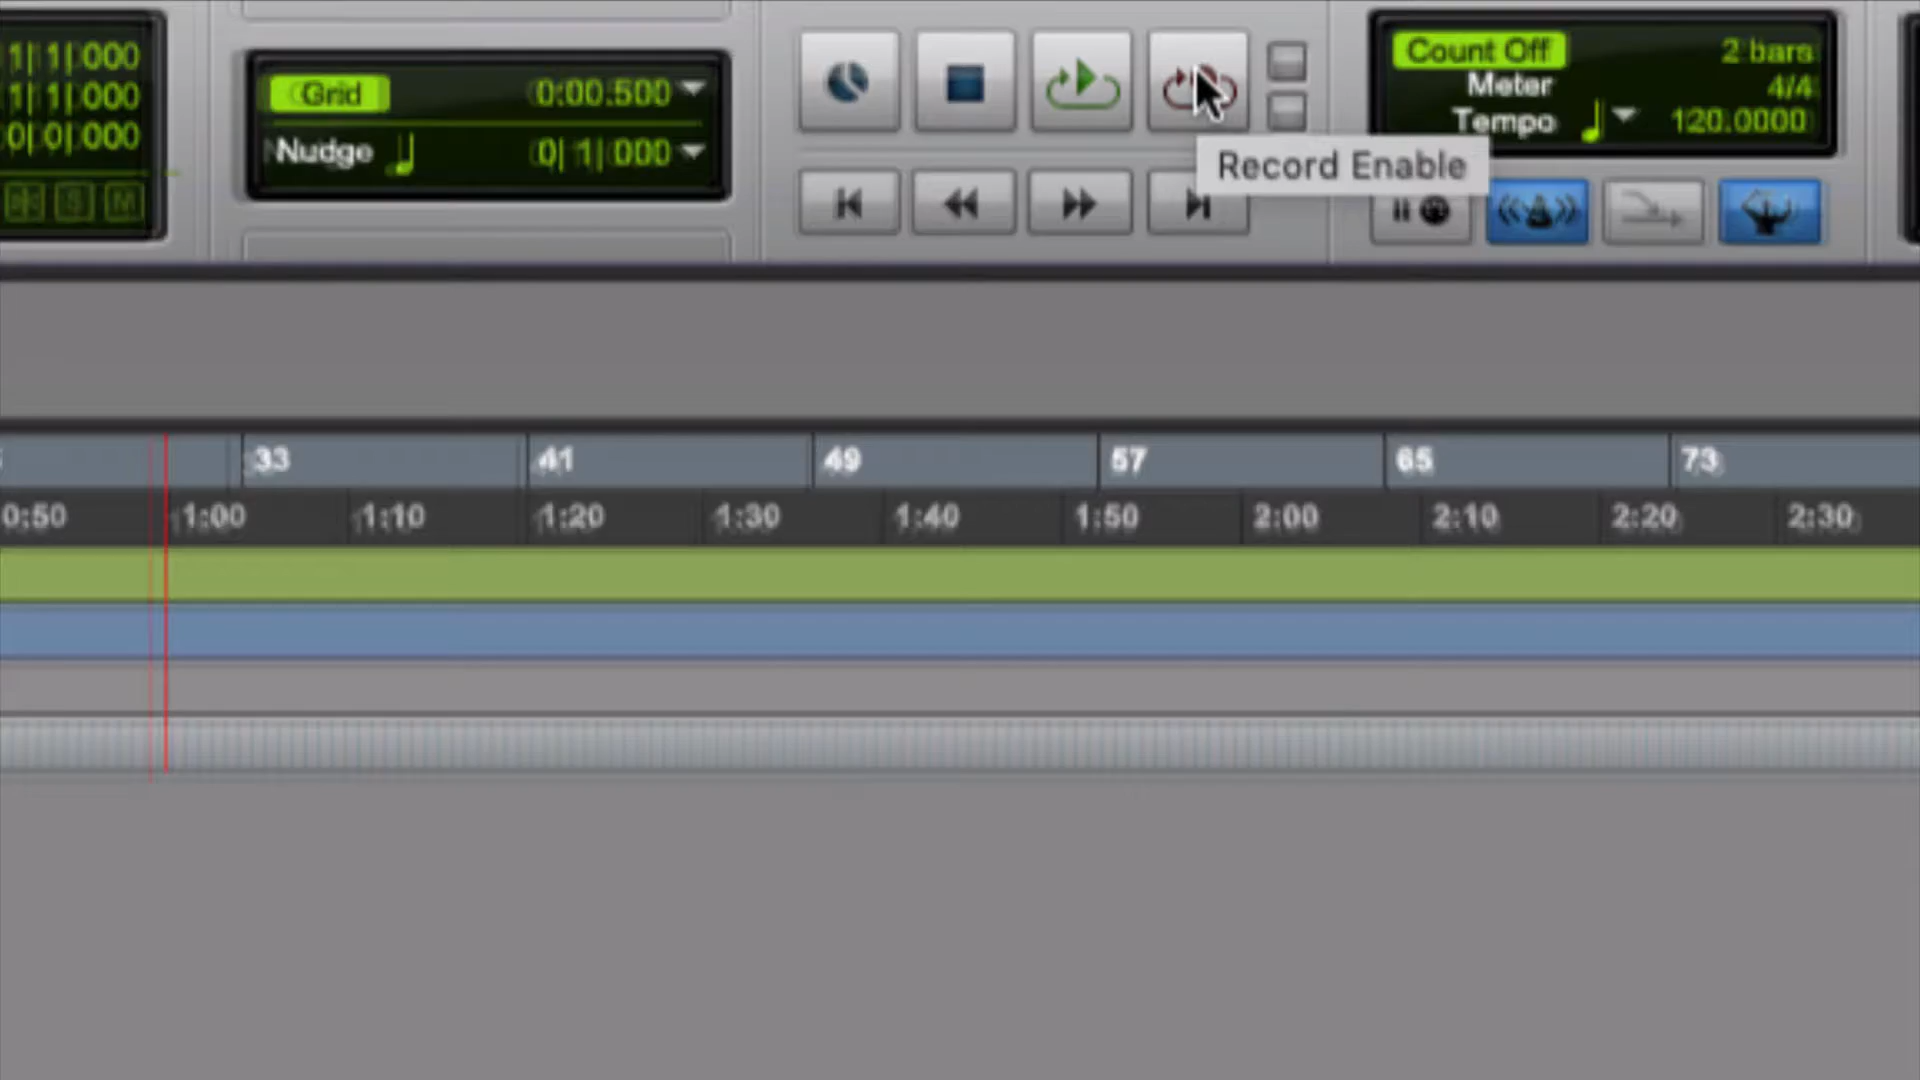 1| 1| 000
1| 1| 000
0| 0| 000
Grid 0:00.500
Nudge 0| 1| 000
Count Off 2 bars
Meter 4/4
Tempo 120.0000
Record Enable
S M
33 41 49 57 65 73
0:50 1:00 1:10 1:20 1:30 1:40 1:50 2:00 2:10 2:20 2:30